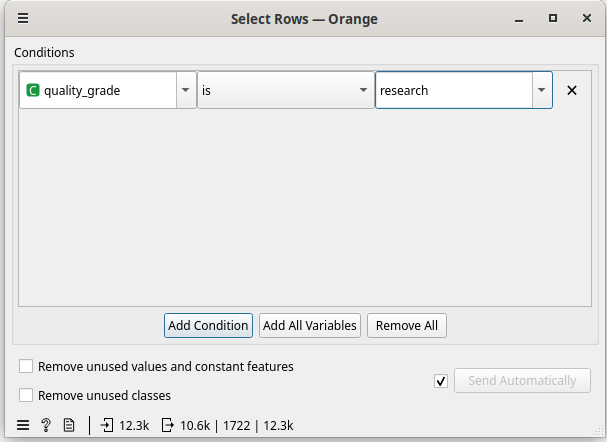 Select Rows — Orange
Conditions
C quality_grade is research
Add Condition Add All Variables Remove All
Remove unused values and constant features
Send Automatically
Remove unused classes
? 12.3k 10.6k | 1722 | 12.3k